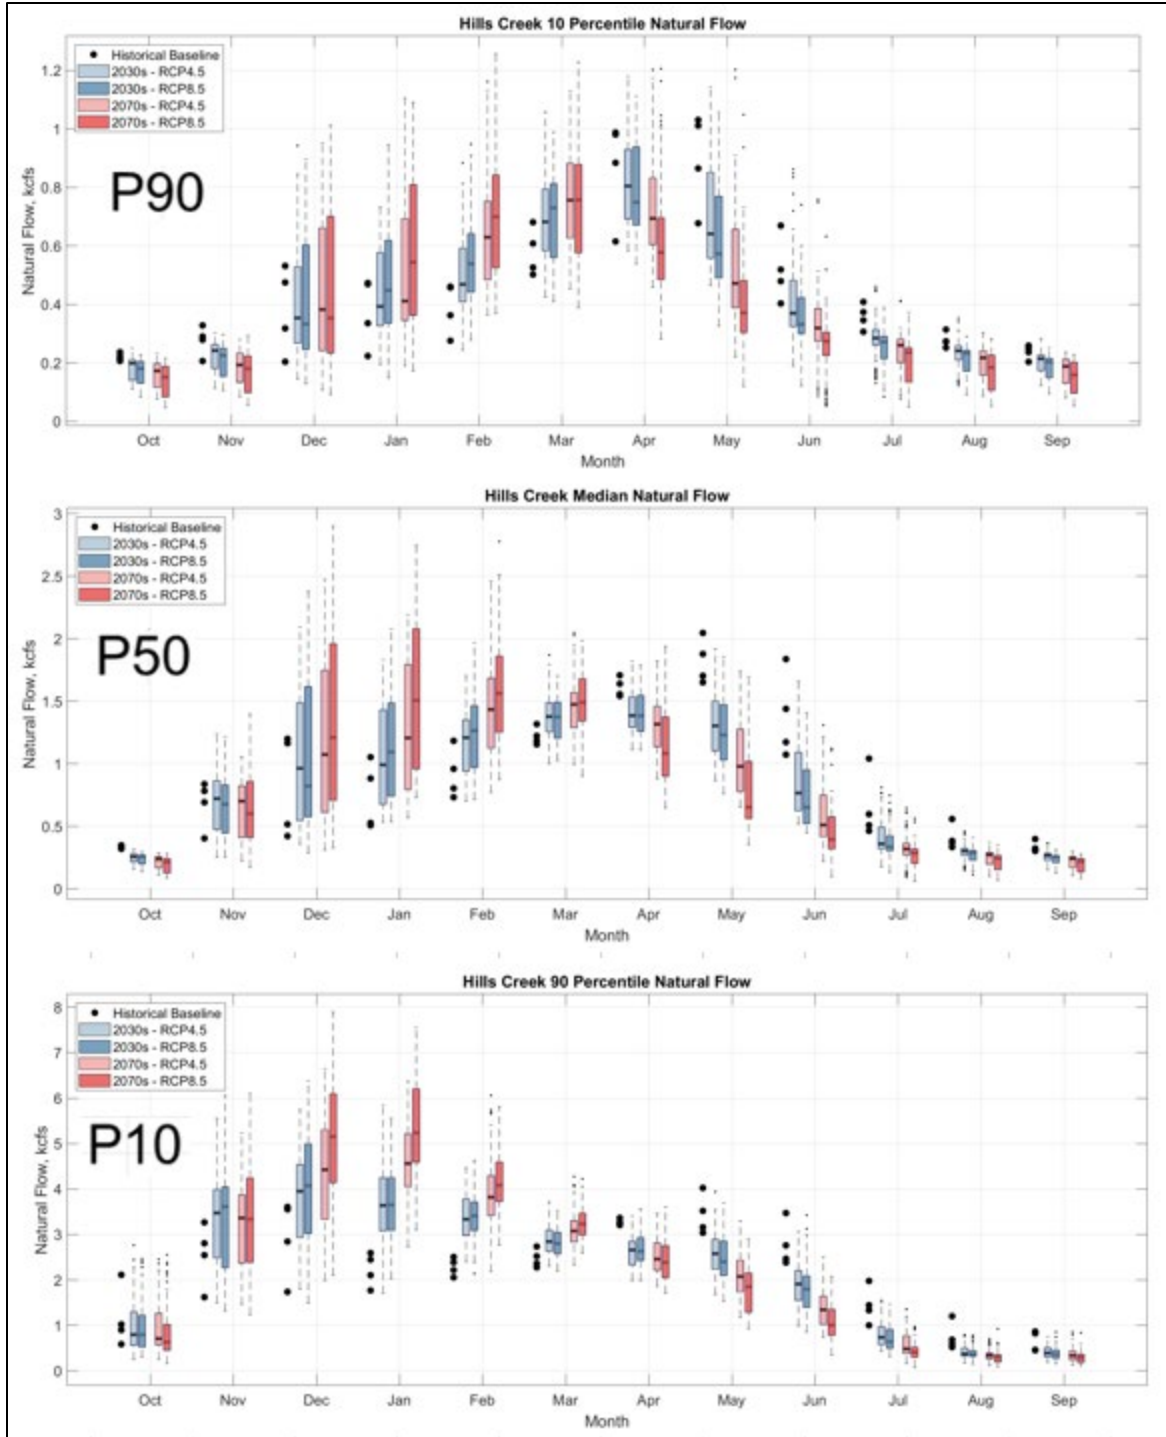 Hills Creek 10 Percentile Natural Flow
Historical Baseline
2030s - RCP4.5
2030s - RCP8.5
2070s - RCP4.5
2070s - RCP8.5
P90
Natural Flow, kcfs
1.2
1
0.8
0.6
0.4
0.2
0
Oct Nov Dec Jan Feb Mar Apr May Jun Jul Aug Sep
Month
Hills Creek Median Natural Flow
Historical Baseline
2030s - RCP4.5
2030s - RCP8.5
2070s - RCP4.5
2070s - RCP8.5
P50
Natural Flow, kcfs
3
2.5
2
1.5
1
0.5
0
Oct Nov Dec Jan Feb Mar Apr May Jun Jul Aug Sep
Month
Hills Creek 90 Percentile Natural Flow
Historical Baseline
2030s - RCP4.5
2030s - RCP8.5
2070s - RCP4.5
2070s - RCP8.5
P10
Natural Flow, kcfs
8
7
6
5
4
3
2
1
0
Oct Nov Dec Jan Feb Mar Apr May Jun Jul Aug Sep
Month